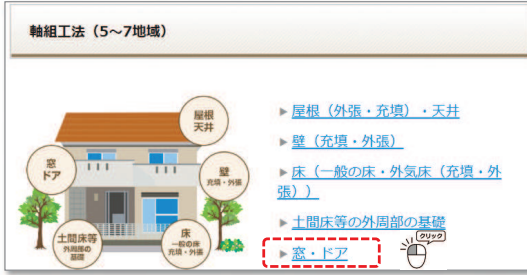 軸組工法（5～7地域）
屋根
天井
窓
ドア
壁
充填・外張
土間床等
外周部の
基礎
床
一般の床
充填・外張
▶屋根（外張・充填）・天井
▶壁（充填・外張）
▶床（一般の床・外気床（充填・外
張））
▶土間床等の外周部の基礎
▶窓・ドア
クリック